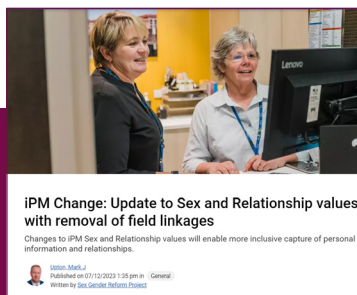 Lenovo
iPM Change: Update to Sex and Relationship values
with removal of field linkages
Changes to iPM Sex and Relationship values will enable more inclusive capture of personal
information and relationships.
Upton, Mark J
Published on 07/12/2023 1:25 pm in General
Written by Sex Gender Reform Project